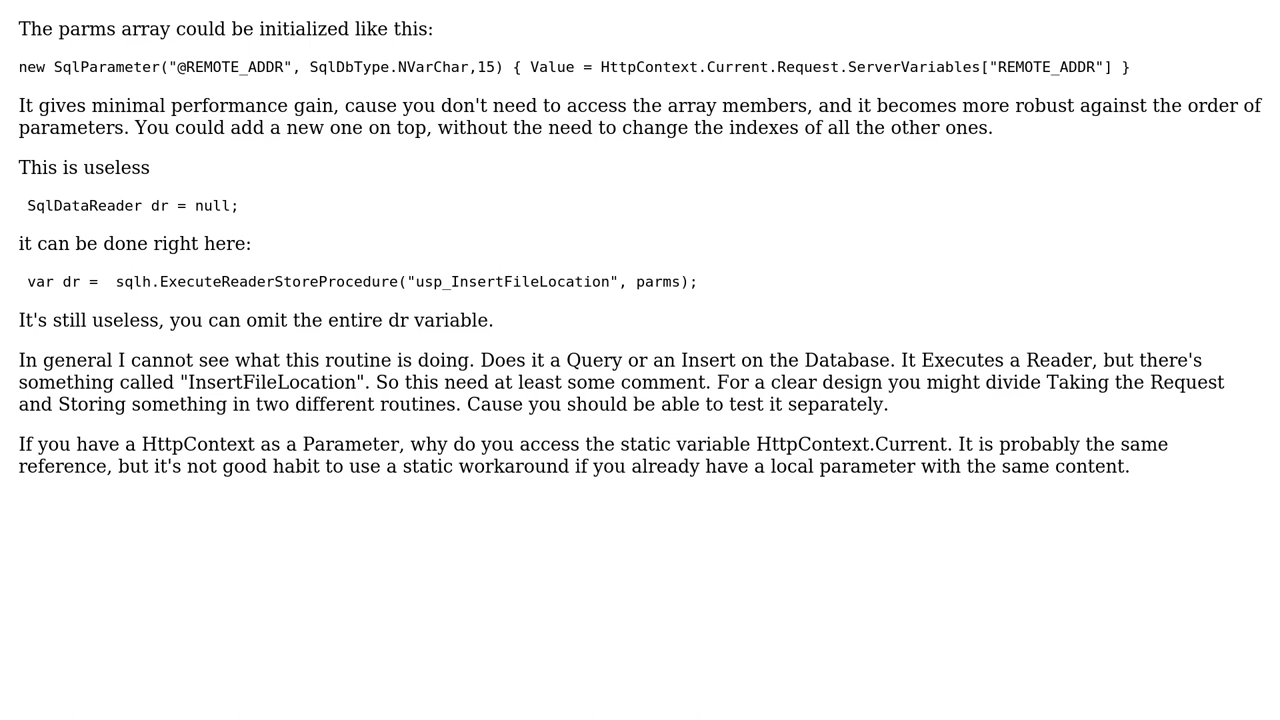 The parms array could be initialized like this:
new SqlParameter("@REMOTE_ADDR", SqlDbType.NVarChar,15) { Value = HttpContext.Current.Request.ServerVariables["REMOTE_ADDR"] }
It gives minimal performance gain, cause you don't need to access the array members, and it becomes more robust against the order of
parameters. You could add a new one on top, without the need to change the indexes of all the other ones.
This is useless
SqlDataReader dr = null;
it can be done right here:
var dr =  sqlh.ExecuteReaderStoreProcedure("usp_InsertFileLocation", parms);
It's still useless, you can omit the entire dr variable.
In general I cannot see what this routine is doing. Does it a Query or an Insert on the Database. It Executes a Reader, but there's
something called "InsertFileLocation". So this need at least some comment. For a clear design you might divide Taking the Request
and Storing something in two different routines. Cause you should be able to test it separately.
If you have a HttpContext as a Parameter, why do you access the static variable HttpContext.Current. It is probably the same
reference, but it's not good habit to use a static workaround if you already have a local parameter with the same content.